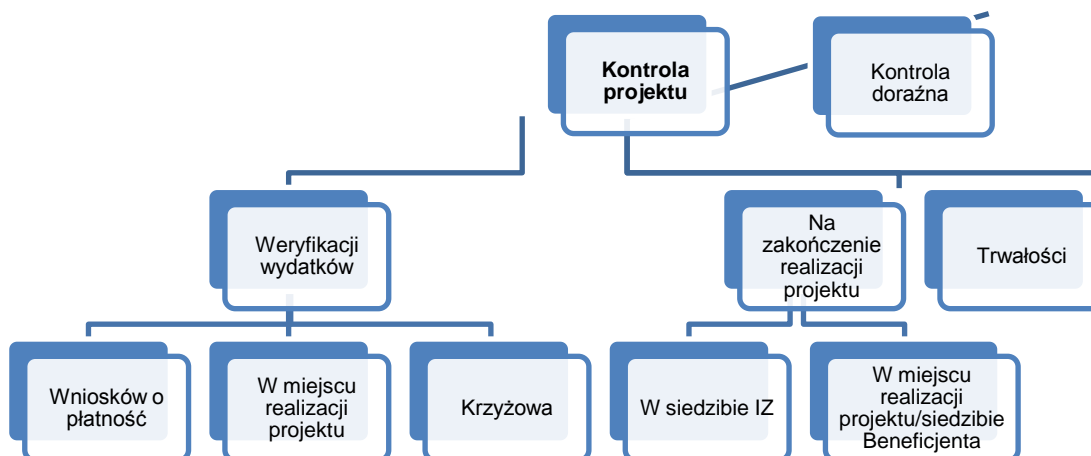 Kontrola
projektu
Kontrola
doraźna
Weryfikacji
wydatków
Na
zakończenie
realizacji
projektu
Trwałości
Wniosków o
płatność
W miejscu
realizacji
projektu
Krzyżowa
W siedzibie IZ
W miejscu
realizacji
projektu/siedzibie
Beneficjenta